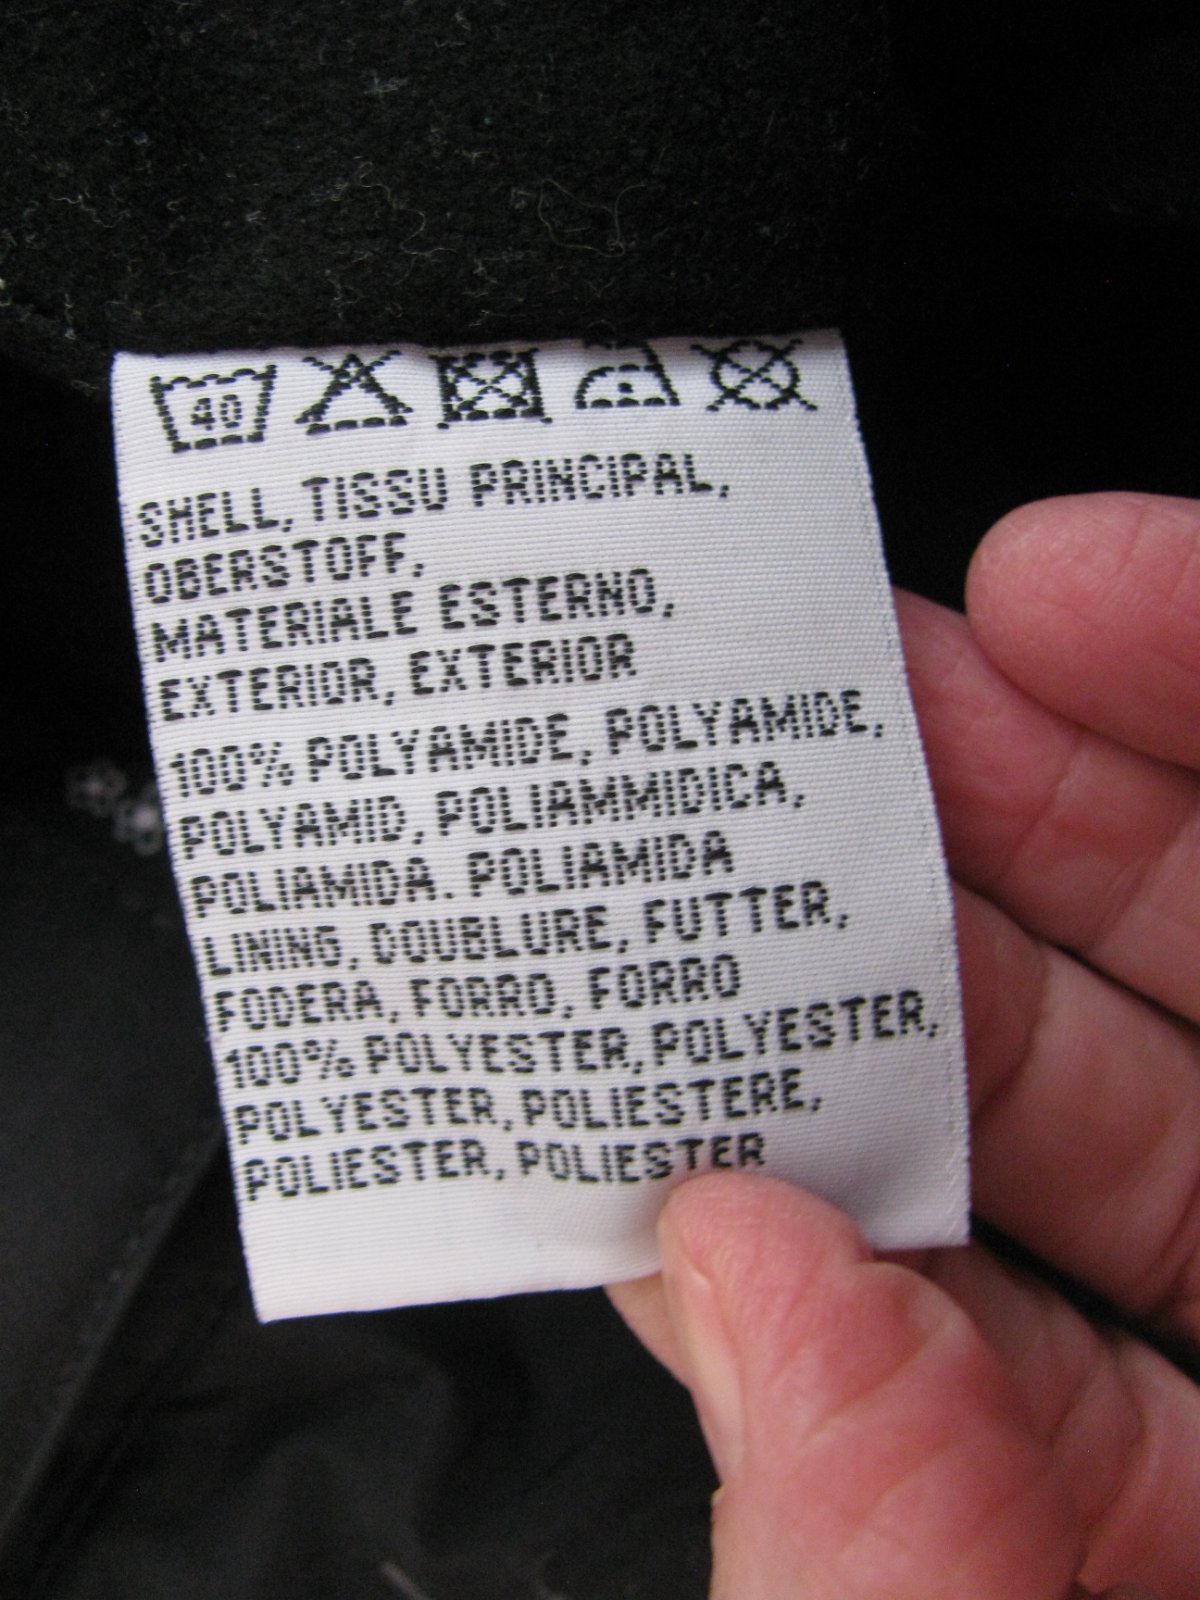 40
SHELL, TISSU PRINCIPAL,
OBERSTOFF,
MATERIALE ESTERNO,
EXTERIOR, EXTERIOR
100% POLYAMIDE, POLYAMIDE,
POLYAMID, POLIAMMIDICA,
POLIAMIDA. POLIAMIDA
LINING, DOUBLURE, FUTTER,
FODERA, FORRO, FORRO
100% POLYESTER, POLYESTER,
POLYESTER, POLIESTERE,
POLIESTER, POLIESTER